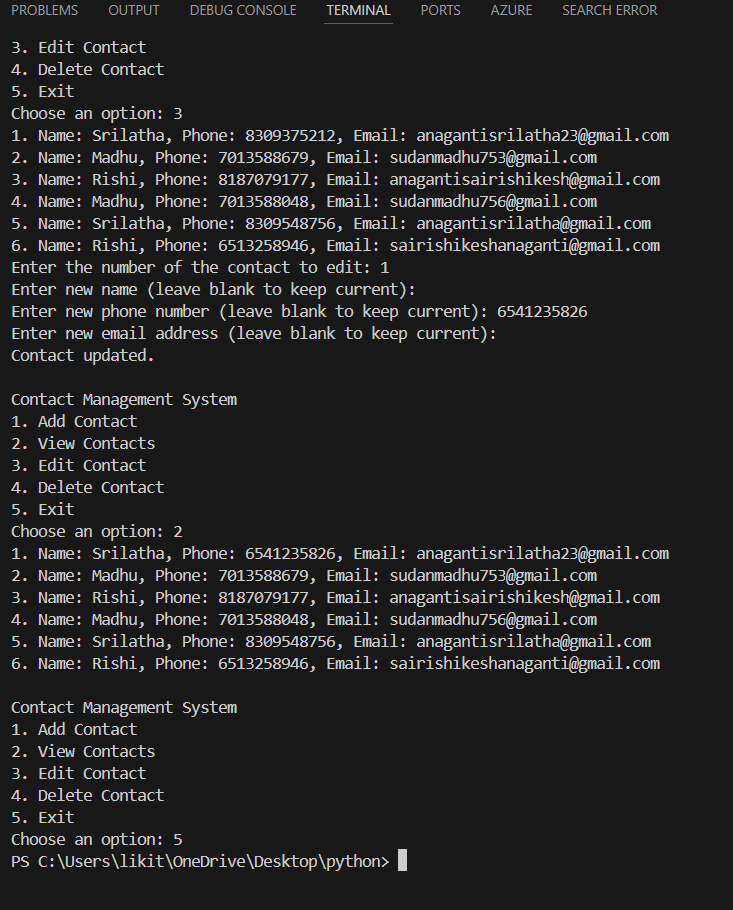 PROBLEMS OUTPUT DEBUG CONSOLE TERMINAL PORTS AZURE SEARCH ERROR
3. Edit Contact
4. Delete Contact
5. Exit
Choose an option: 3
1. Name: Srilatha, Phone: 8309375212, Email: anagantisrilatha23@gmail.com
2. Name: Madhu, Phone: 7013588679, Email: sudanmadhu753@gmail.com
3. Name: Rishi, Phone: 8187079177, Email: anagantisairishikesh@gmail.com
4. Name: Madhu, Phone: 7013588048, Email: sudanmadhu756@gmail.com
5. Name: Srilatha, Phone: 8309548756, Email: anagantisrilatha@gmail.com
6. Name: Rishi, Phone: 6513258946, Email: sairishikeshanaganti@gmail.com
Enter the number of the contact to edit: 1
Enter new name (leave blank to keep current):
Enter new phone number (leave blank to keep current): 6541235826
Enter new email address (leave blank to keep current):
Contact updated.
Contact Management System
1. Add Contact
2. View Contacts
3. Edit Contact
4. Delete Contact
5. Exit
Choose an option: 2
1. Name: Srilatha, Phone: 6541235826, Email: anagantisrilatha23@gmail.com
2. Name: Madhu, Phone: 7013588679, Email: sudanmadhu753@gmail.com
3. Name: Rishi, Phone: 8187079177, Email: anagantisairishikesh@gmail.com
4. Name: Madhu, Phone: 7013588048, Email: sudanmadhu756@gmail.com
5. Name: Srilatha, Phone: 8309548756, Email: anagantisrilatha@gmail.com
6. Name: Rishi, Phone: 6513258946, Email: sairishikeshanaganti@gmail.com
Contact Management System
1. Add Contact
2. View Contacts
3. Edit Contact
4. Delete Contact
5. Exit
Choose an option: 5
PS C:\Users\likit\OneDrive\Desktop\python>